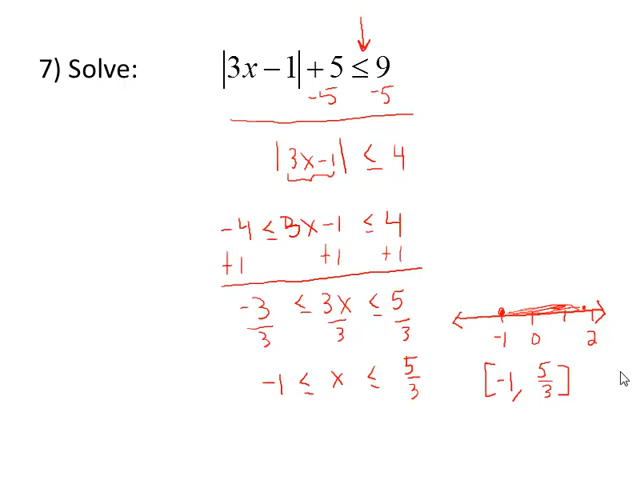 7) Solve: |3x − 1| + 5 ≤ 9
-5 -5
|3x-1| ≤ 4
-4 ≤ 3x -1 ≤ 4
+1 +1 +1
-3/3 ≤ 3x/3 ≤ 5/3
-1 0 2
-1 ≤ x ≤ 5/3 [-1, 5/3]